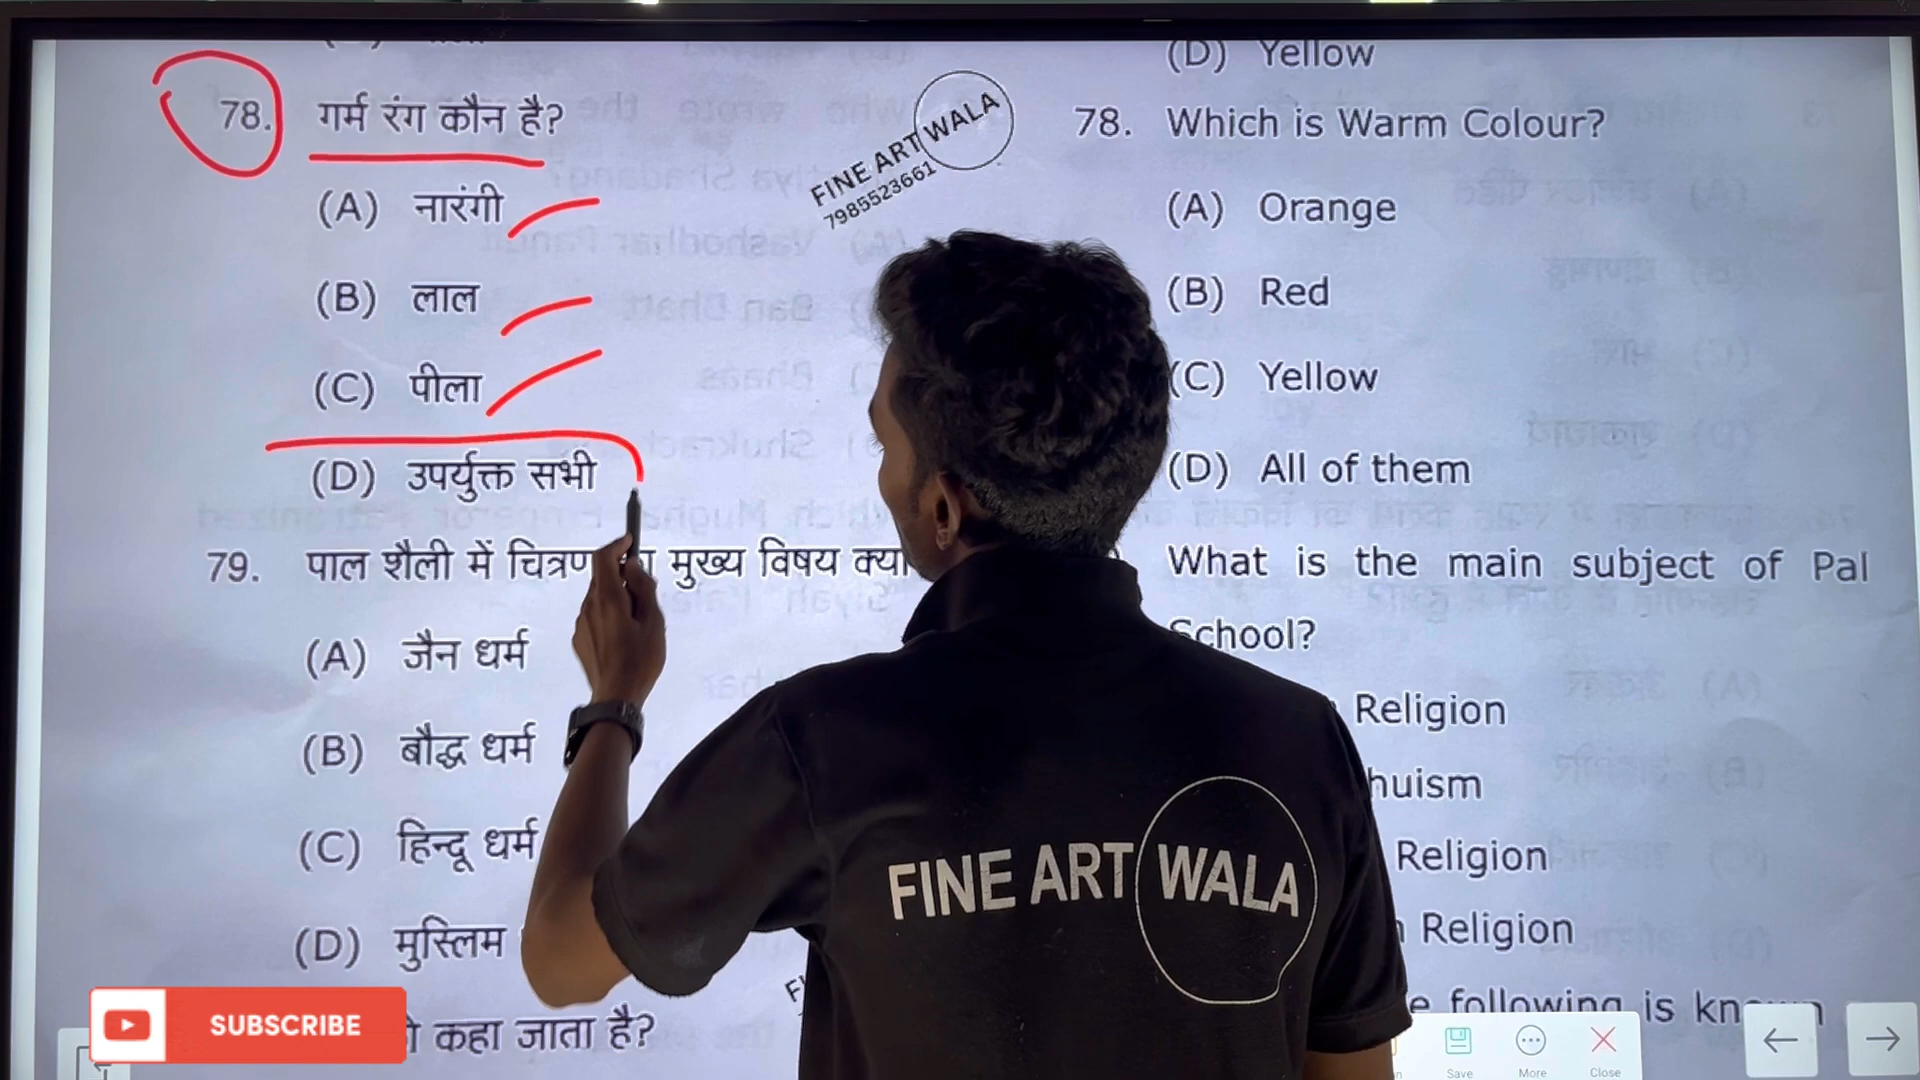 (D) Yellow
78. गर्म रंग कौन है?
(A) नारंगी
(B) लाल
(C) पीला
(D) उपर्युक्त सभी
79. पाल शैली में चित्रण मुख्य विषय क्या
(A) जैन धर्म
(B) बौद्ध धर्म
(C) हिन्दू धर्म
(D) मुस्लिम
कहा जाता है?
FINE ART WALA
7985523661
78. Which is Warm Colour?
(A) Orange
(B) Red
(C) Yellow
(D) All of them
What is the main subject of Pal
School?
Religion
Religion
Religion
following is
FINE ART WALA
SUBSCRIBE
Save
More
Close